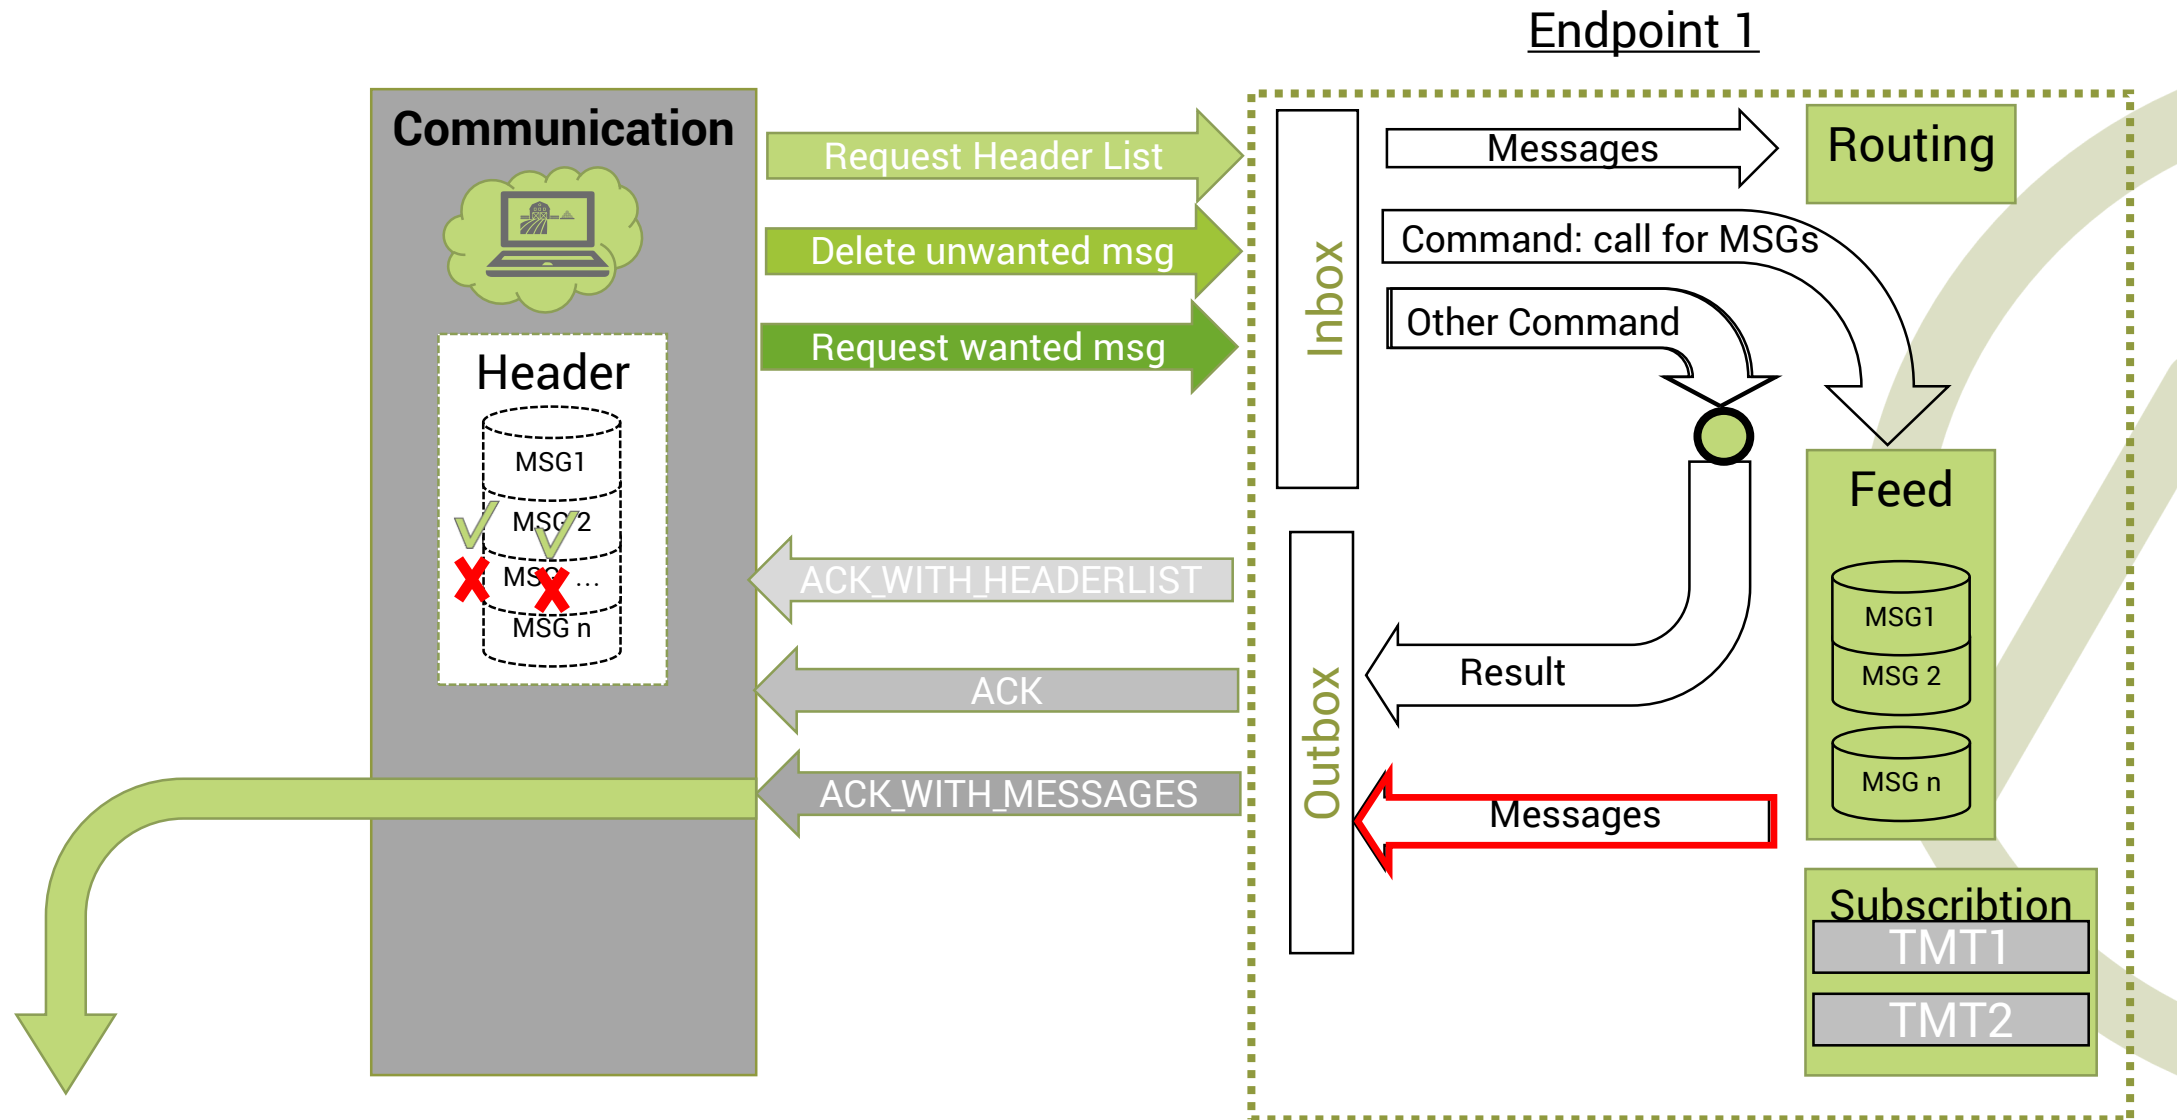 Endpoint 1
Communication
Request Header List
Delete unwanted msg
Request wanted msg
Header
MSG1
MSG 2
MSG ...
MSG n
ACK_WITH_HEADERLIST
ACK
ACK_WITH_MESSAGES
Inbox
Outbox
Messages
Command: call for MSGs
Other Command
Result
Messages
Routing
Feed
MSG1
MSG 2
MSG n
Subscribtion
TMT1
TMT2